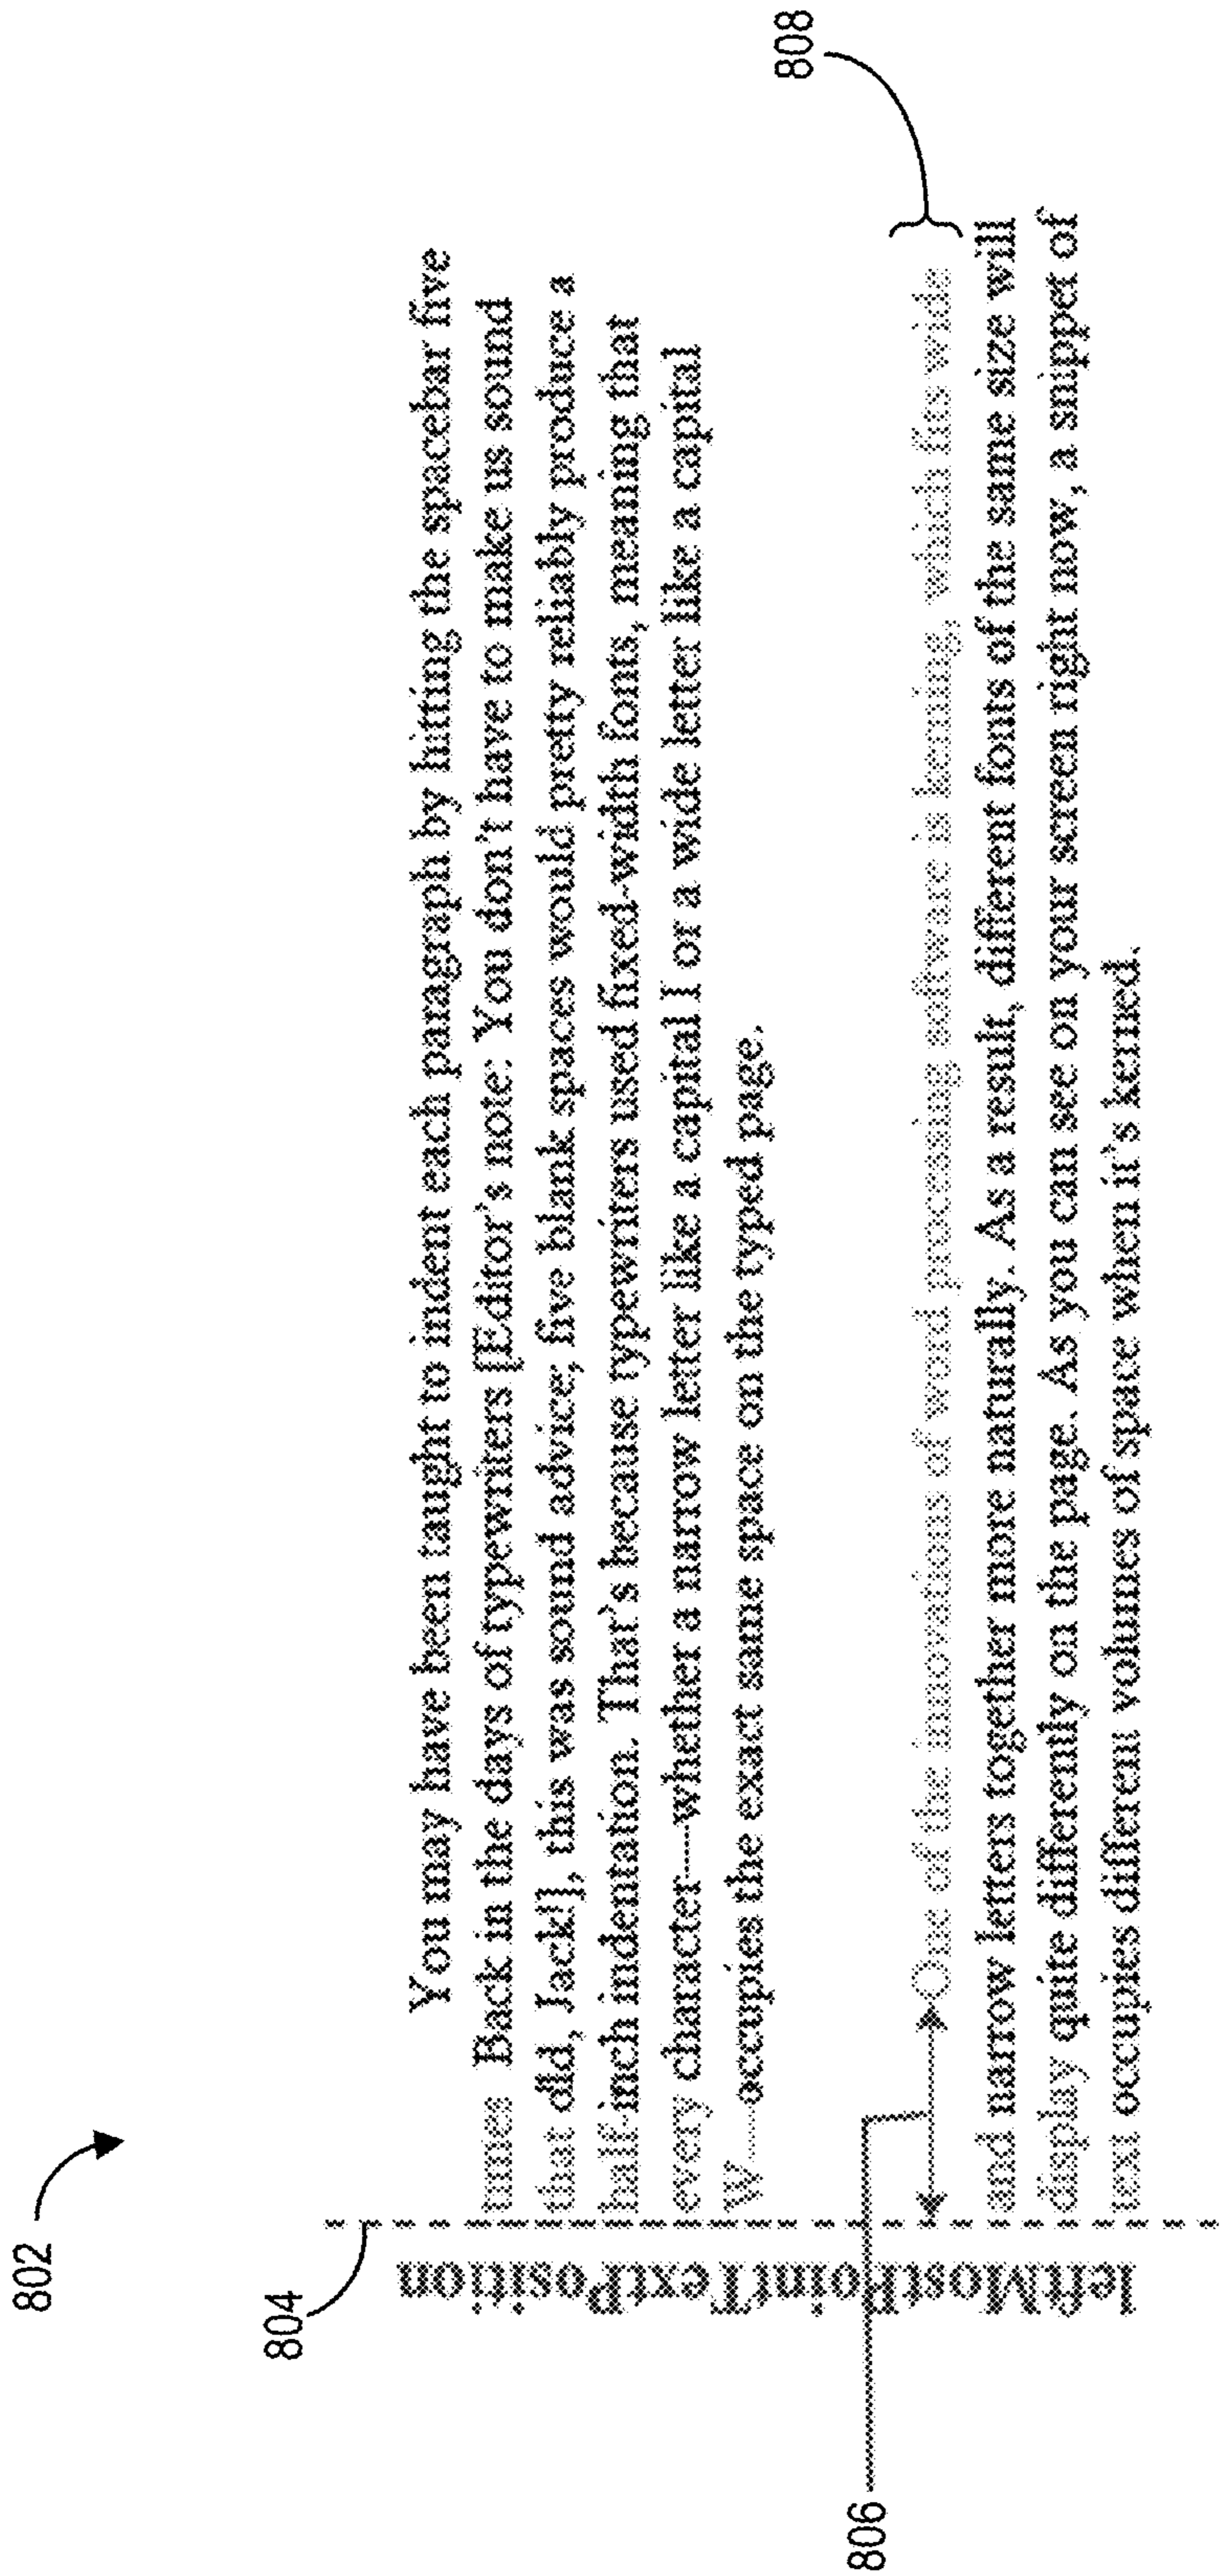 802
804
leftMostPointTextPosition
You may have been taught to indent each paragraph by hitting the spacebar five
times Back in the days of typewriters [Editor's note: You don't have to make us sound
that old, Jack!], this was sound advice; five blank spaces would pretty reliably produce a
half-inch indentation. That's because typewriters used fixed-width fonts, meaning that
every character—whether a narrow letter like a capital I or a wide letter like a capital
W—occupies the exact same space on the typed page.
806
808
One of the innovations of word processing software is kerning, which fits wide
and narrow letters together more naturally. As a result, different fonts of the same size will
display quite differently on the page. As you can see on your screen right now, a snippet of
text occupies different volumes of space when it's kerned.